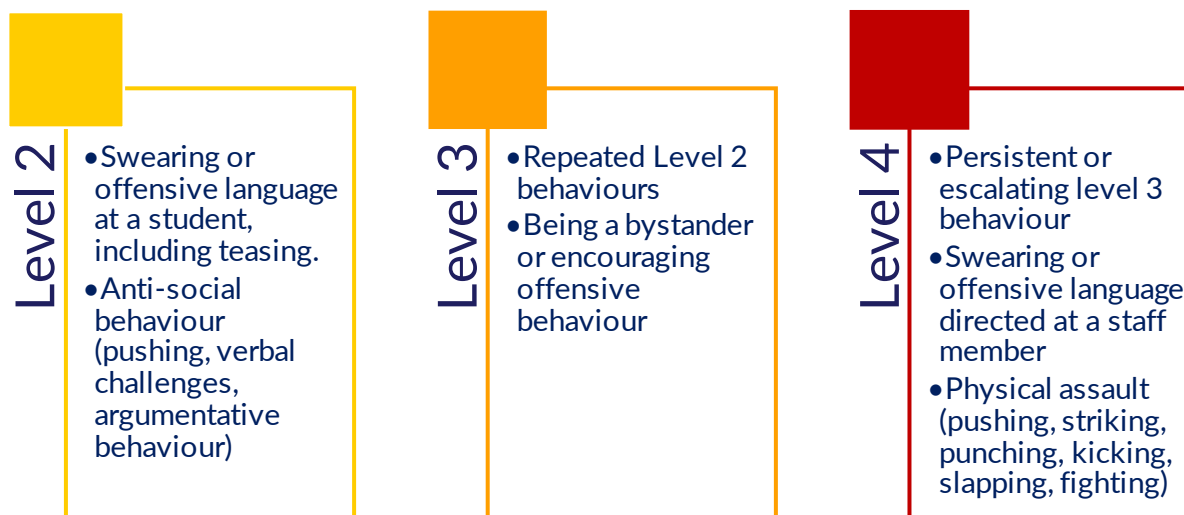 Level 2
•Swearing or
offensive language
at a student,
including teasing.
•Anti-social
behaviour
(pushing, verbal
challenges,
argumentative
behaviour)
Level 3
•Repeated Level 2
behaviours
•Being a bystander
or encouraging
offensive
behaviour
Level 4
•Persistent or
escalating level 3
behaviour
•Swearing or
offensive language
directed at a staff
member
•Physical assault
(pushing, striking,
punching, kicking,
slapping, fighting)